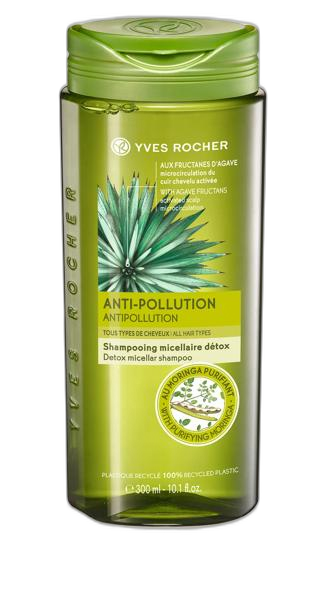 YVES ROCHER
AUX FRUCTANES D'AGAVE
microcirculation du
cuir chevelu activée
WITH AGAVE FRUCTANS
activated scalp
microcirculation
YVES ROCHER
ANTI-POLLUTION
ANTIPOLLUTION
TOUS TYPES DE CHEVEUX | ALL HAIR TYPES
Shampooing micellaire détox
Detox micellar shampoo
AU MORINGA PURIFIANT
WITH PURIFYING MORINGA
PLASTIQUE RECYCLÉ 100% RECYCLED PLASTIC
℮ 300 ml - 10.1 fl.oz.